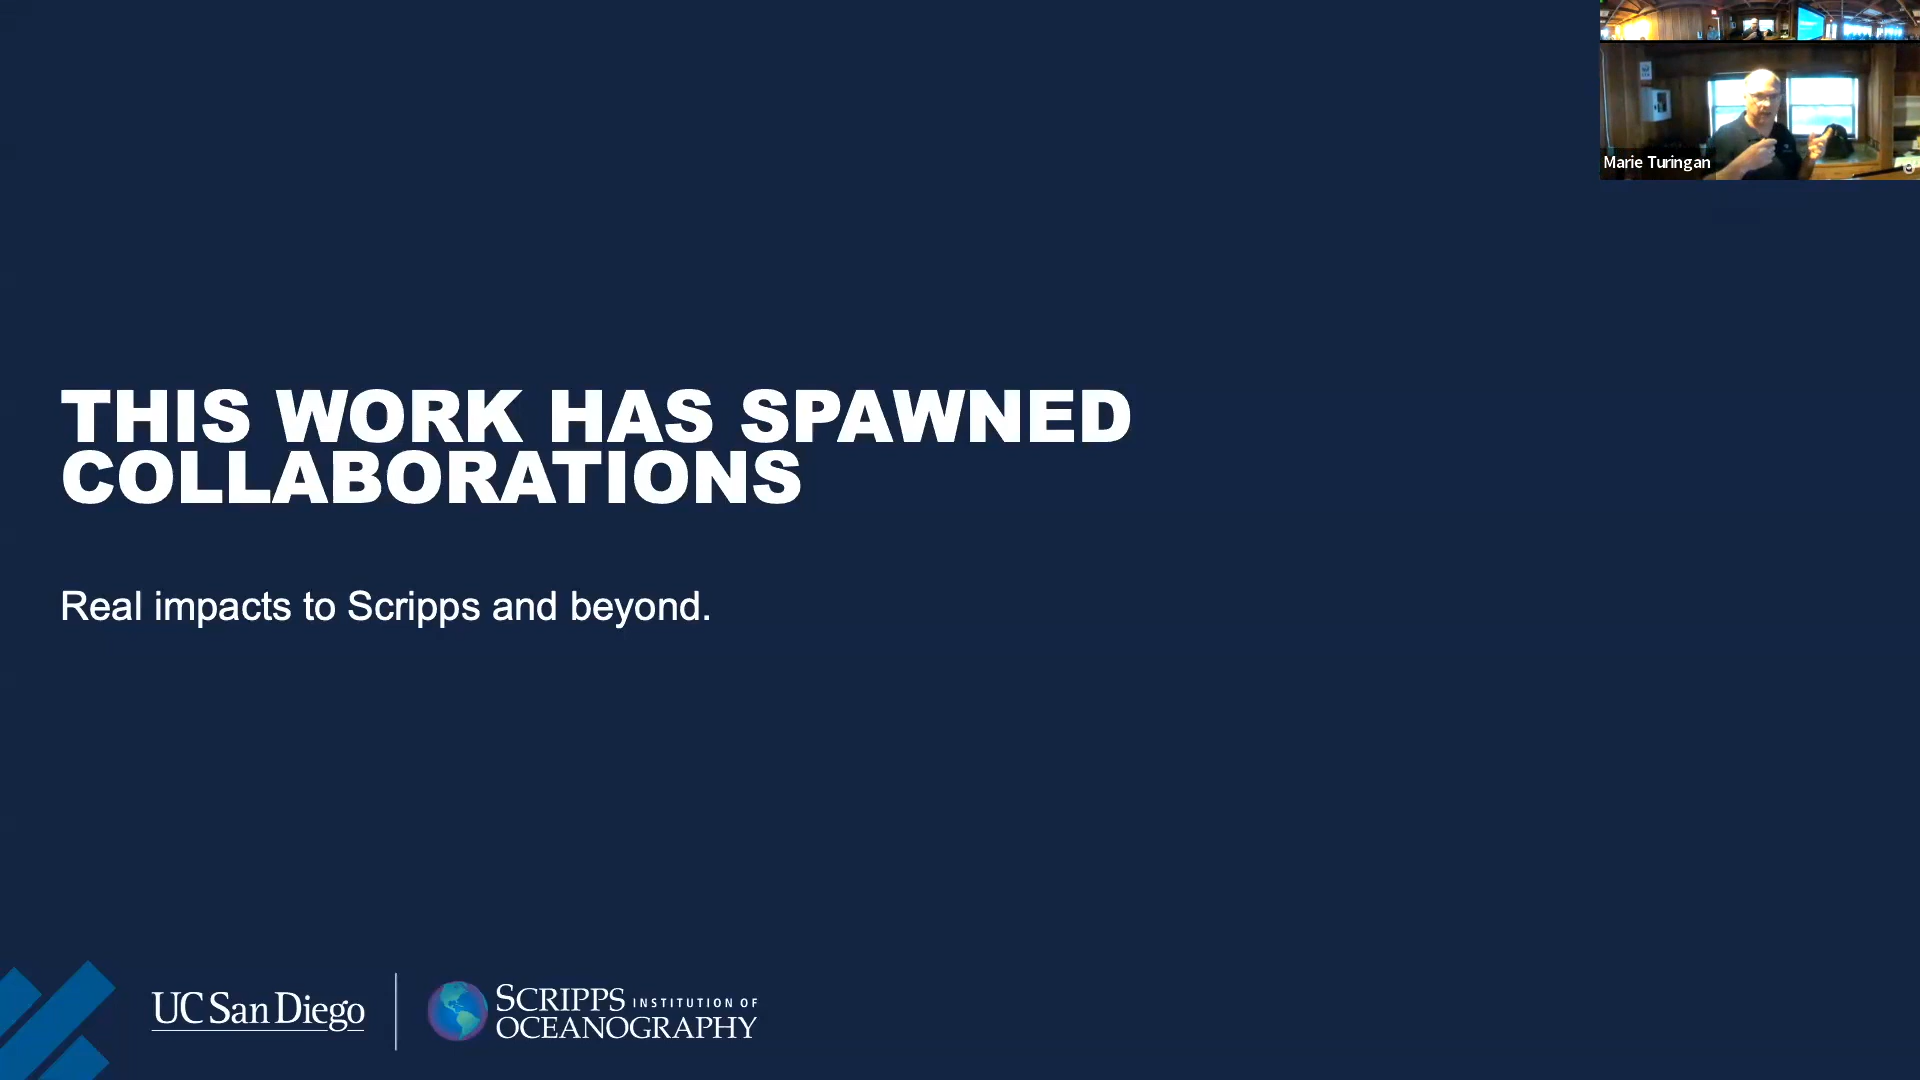 Marie Turingan
THIS WORK HAS SPAWNED
COLLABORATIONS
Real impacts to Scripps and beyond.
UC San Diego
SCRIPPS INSTITUTION OF
OCEANOGRAPHY